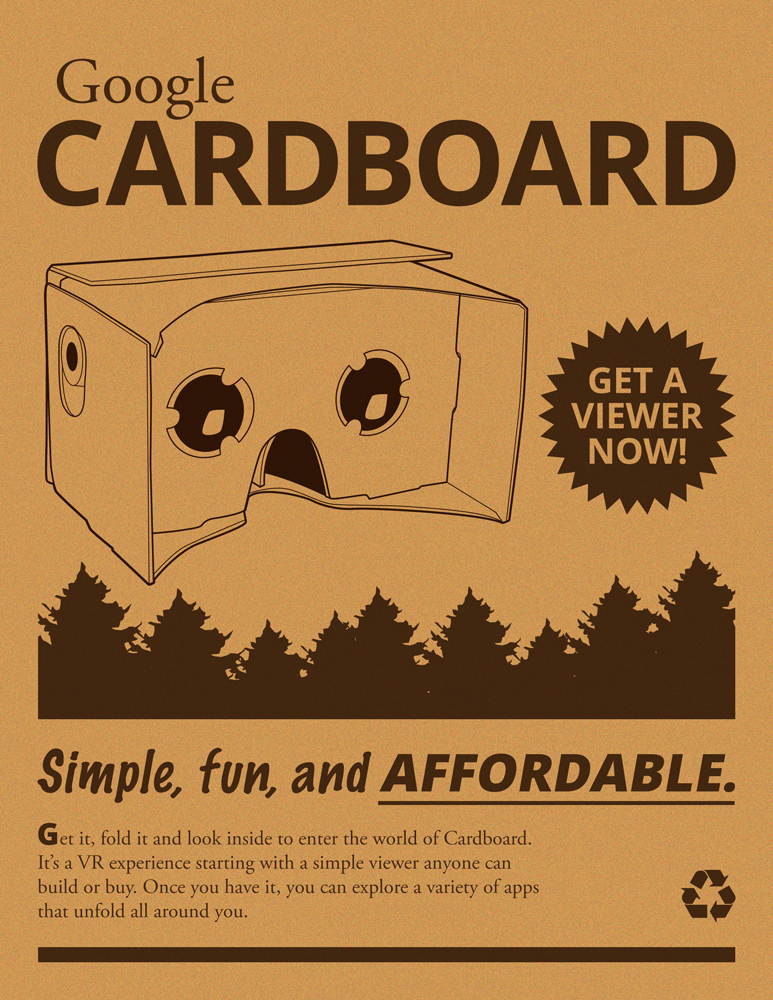 Google
CARDBOARD
GET A
VIEWER
NOW!
Simple, fun, and AFFORDABLE.
Get it, fold it and look inside to enter the world of Cardboard.
It's a VR experience starting with a simple viewer anyone can
build or buy. Once you have it, you can explore a variety of apps
that unfold all around you.